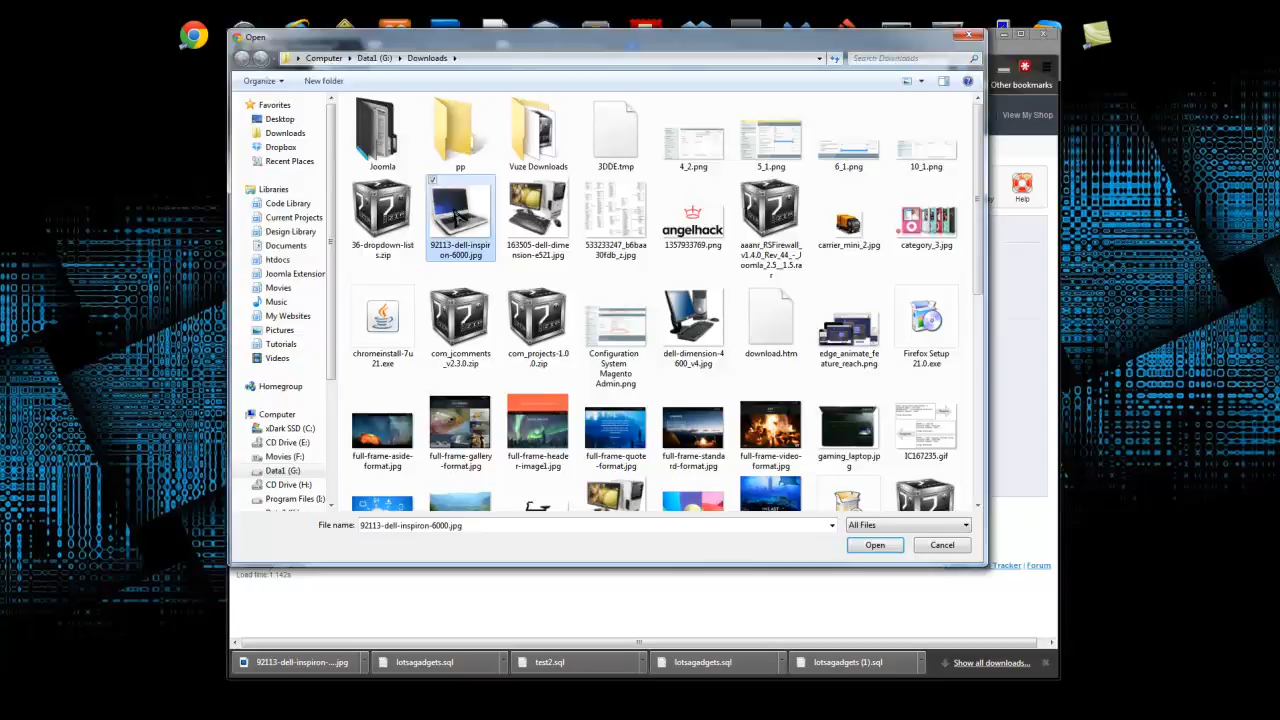 Open
Computer
Data1 (G:)
Downloads
Search Downloads
Organize
New folder
Other bookmarks
View My Shop
Help
Favorites
Desktop
Downloads
Dropbox
Recent Places
Libraries
Code Library
Current Projects
Design Library
Documents
htdocs
Joomla Extension
Movies
Music
My Websites
Pictures
Tutorials
Videos
Homegroup
Computer
xDark SSD (C:)
CD Drive (E:)
Movies (F:)
Data1 (G:)
CD Drive (H:)
Program Files (I:)
Joomla
pp
Vuze Downloads
3DDE.tmp
4_2.png
5_1.png
6_1.png
10_1.png
36-dropdown-list
s.zip
92113-dell-inspir
on-6000.jpg
163505-dell-dime
nsion-e521.jpg
533233247_b6baa
30fdb_z.jpg
angelhack
1357933769.png
aaanr_RSFirewall_
v1.4.0_Rev_44_-_J
oomla_2.5__1.5.ra
r
carrier_mini_2.jpg
category_3.jpg
chromeinstall-7u
21.exe
com_jcomments
_v2.3.0.zip
com_projects-1.0
.0.zip
Configuration
System
Magento
Admin.png
dell-dimension-4
600_v4.jpg
download.htm
edge_animate_fe
ature_reach.png
Firefox Setup
21.0.exe
full-frame-aside-
format.jpg
full-frame-gallery
-format.jpg
full-frame-heade
r-image1.jpg
full-frame-quote
-format.jpg
full-frame-standa
rd-format.jpg
full-frame-video-
format.jpg
gaming_laptop.jp
g
IC167235.gif
File name:
92113-dell-inspiron-6000.jpg
All Files
Open
Cancel
Tracker | Forum
Load time: 1.142s
92113-dell-inspiron-....jpg
lotsagadgets.sql
test2.sql
lotsagadgets.sql
lotsagadgets (1).sql
Show all downloads...